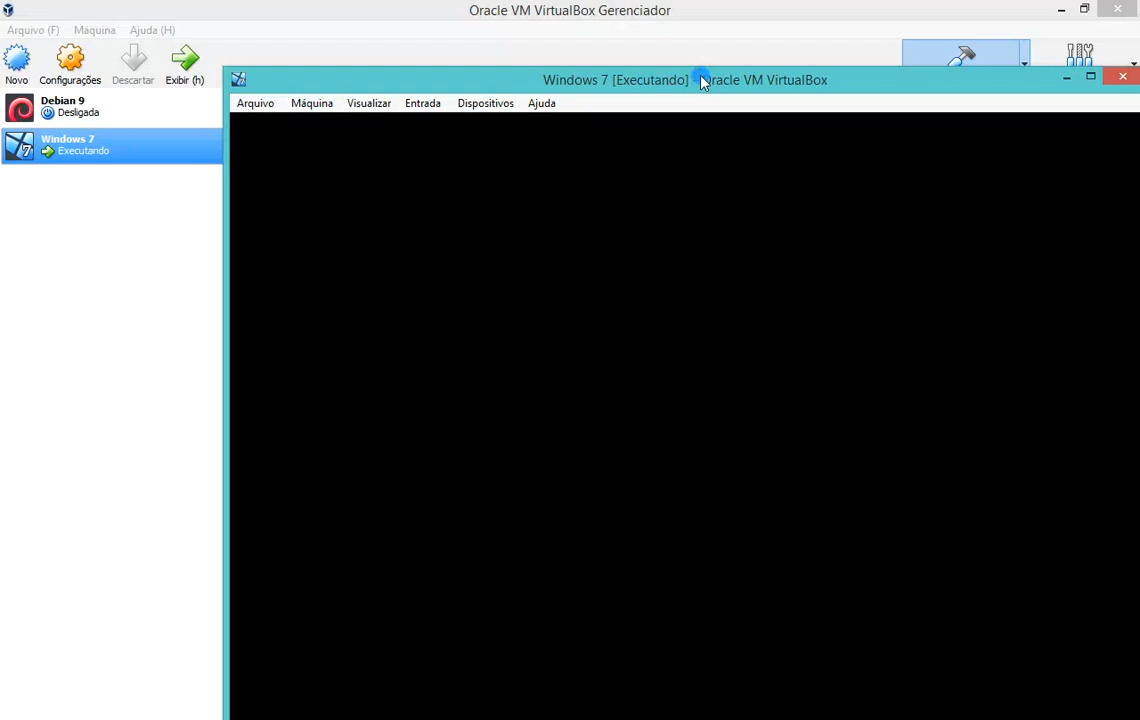 Oracle VM VirtualBox Gerenciador
Arquivo (F) Máquina Ajuda (H)
Novo Configurações Descartar Exibir (h)
Debian 9
Desligada
Windows 7
Executando
Windows 7 [Executando] - Oracle VM VirtualBox
Arquivo Máquina Visualizar Entrada Dispositivos Ajuda